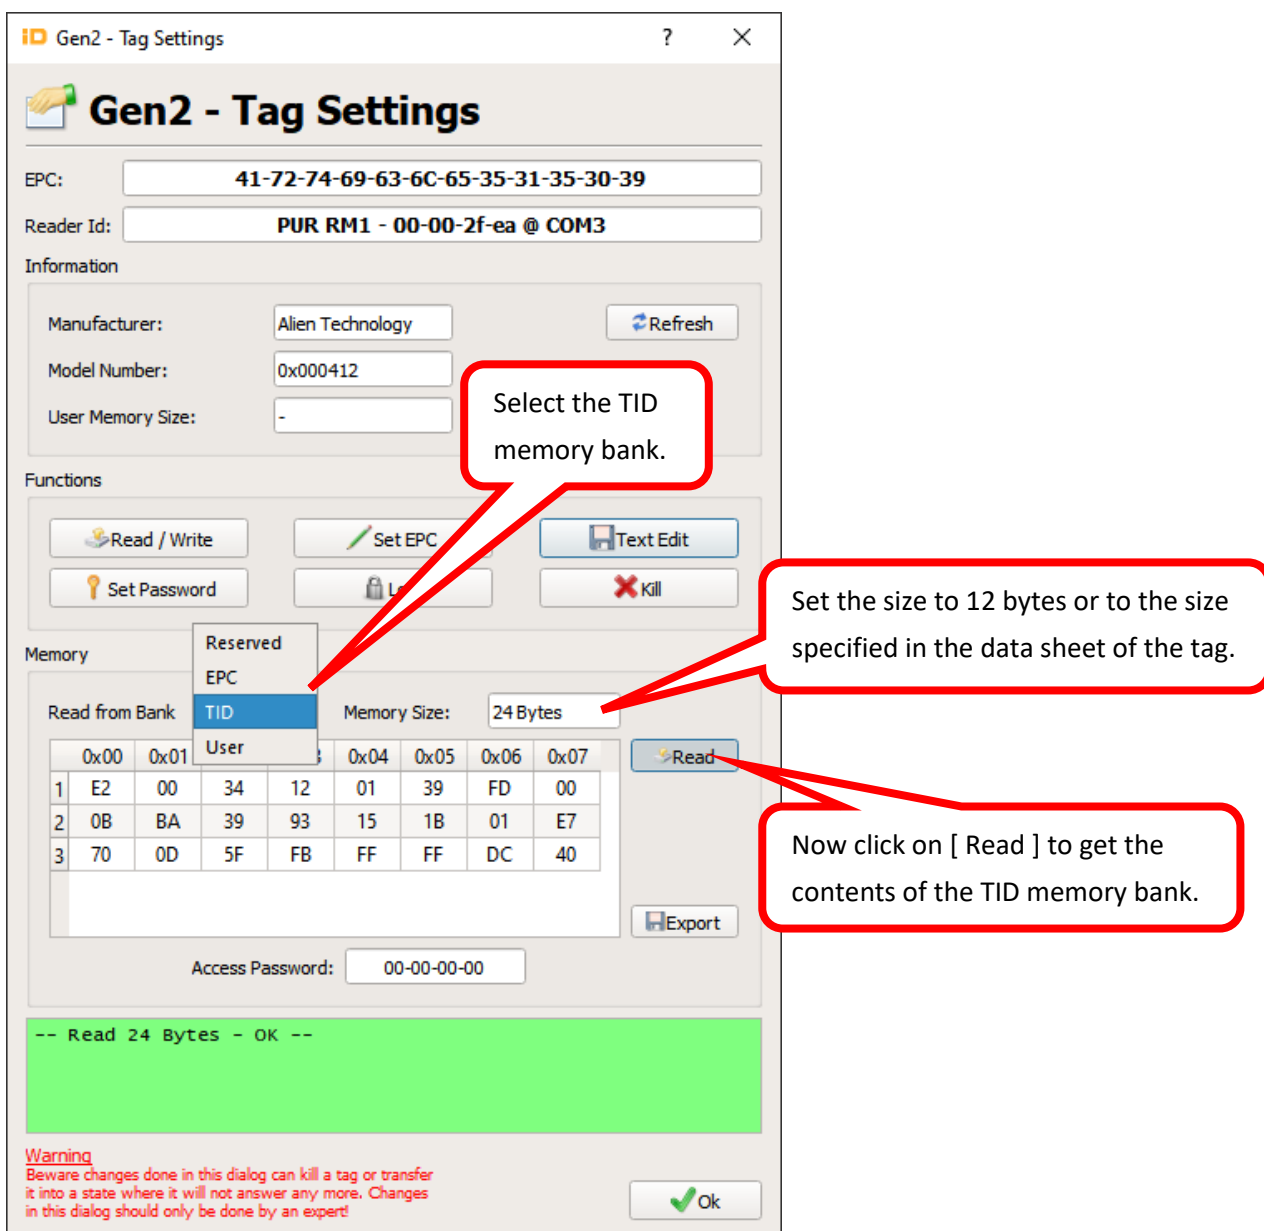 iD Gen2 - Tag Settings ?
Gen2 - Tag Settings
EPC: 41-72-74-69-63-6C-65-35-31-35-30-39
Reader Id: PUR RM1 - 00-00-2f-ea @ COM3
Information
Manufacturer: Alien Technology Refresh
Model Number: 0x000412
User Memory Size: -
Select the TID
memory bank.
Functions
Read / Write Set EPC Text Edit
Set Password Kill
Set the size to 12 bytes or to the size
specified in the data sheet of the tag.
Memory
Reserved
EPC
TID
User
Read from Bank Memory Size: 24 Bytes
0x00 0x01 0x04 0x05 0x06 0x07 Read
1 E2 00 34 12 01 39 FD 00
2 0B BA 39 93 15 1B 01 E7
3 70 0D 5F FB FF FF DC 40
Now click on [ Read ] to get the
contents of the TID memory bank.
Export
Access Password: 00-00-00-00
-- Read 24 Bytes - OK --
Warning
Beware changes done in this dialog can kill a tag or transfer
it into a state where it will not answer any more. Changes
in this dialog should only be done by an expert!
Ok